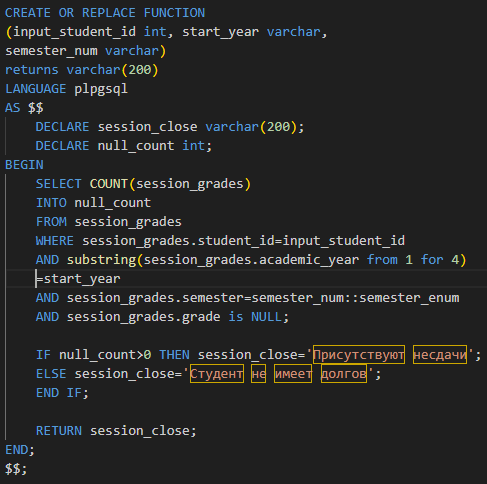 CREATE OR REPLACE FUNCTION
(input_student_id int, start_year varchar,
semester_num varchar)
returns varchar(200)
LANGUAGE plpgsql
AS $$
    DECLARE session_close varchar(200);
    DECLARE null_count int;
BEGIN
    SELECT COUNT(session_grades)
    INTO null_count
    FROM session_grades
    WHERE session_grades.student_id=input_student_id
    AND substring(session_grades.academic_year from 1 for 4)
    =start_year
    AND session_grades.semester=semester_num::semester_enum
    AND session_grades.grade is NULL;

    IF null_count>0 THEN session_close='Присутствуют несдачи';
    ELSE session_close='Студент не имеет долгов';
    END IF;

    RETURN session_close;
END;
$$;